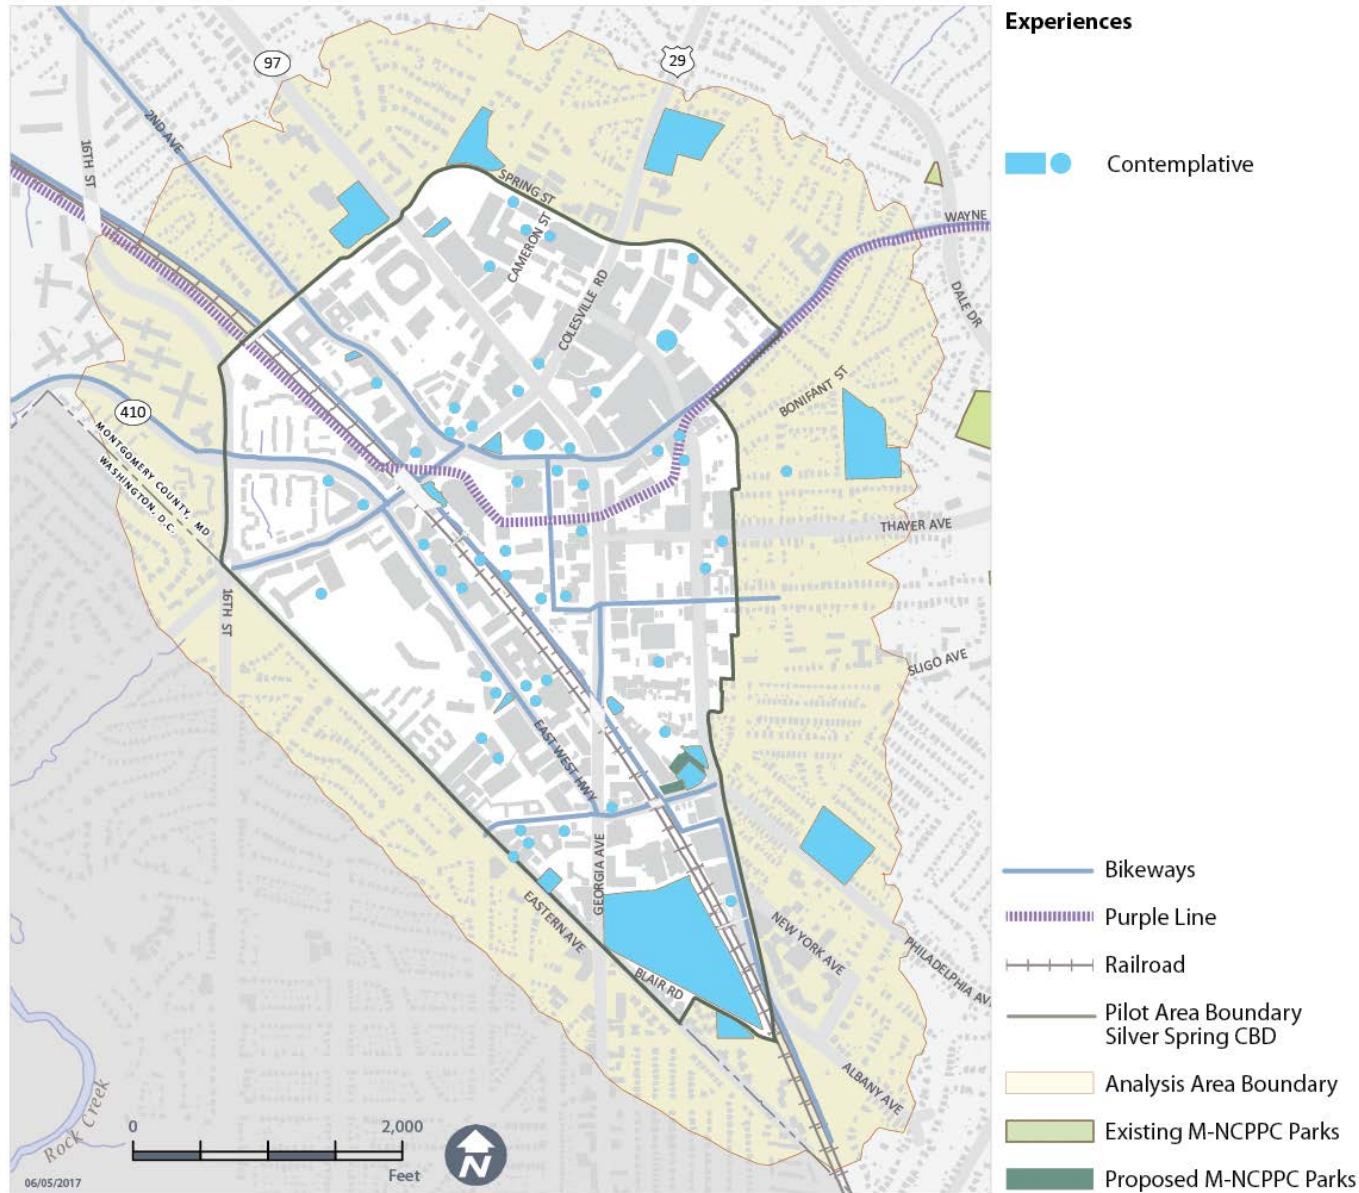 Experiences
97
29
2ND AVE
16TH ST
SPRING ST
CAMERON ST
COLESVILLE RD
Contemplative
WAYNE
DALE DR
BONIFANT ST
410
MONTGOMERY COUNTY, MD
WASHINGTON, D.C.
THAYER AVE
16TH ST
SLIGO AVE
EAST WEST HWY
GEORGIA AVE
EASTERN AVE
BLAIR RD
NEW YORK AVE
PHILADELPHIA AV
ALBANY AVE
Rock Creek
0 2,000
Feet
N
06/05/2017
Bikeways
Purple Line
Railroad
Pilot Area Boundary
Silver Spring CBD
Analysis Area Boundary
Existing M-NCPPC Parks
Proposed M-NCPPC Parks